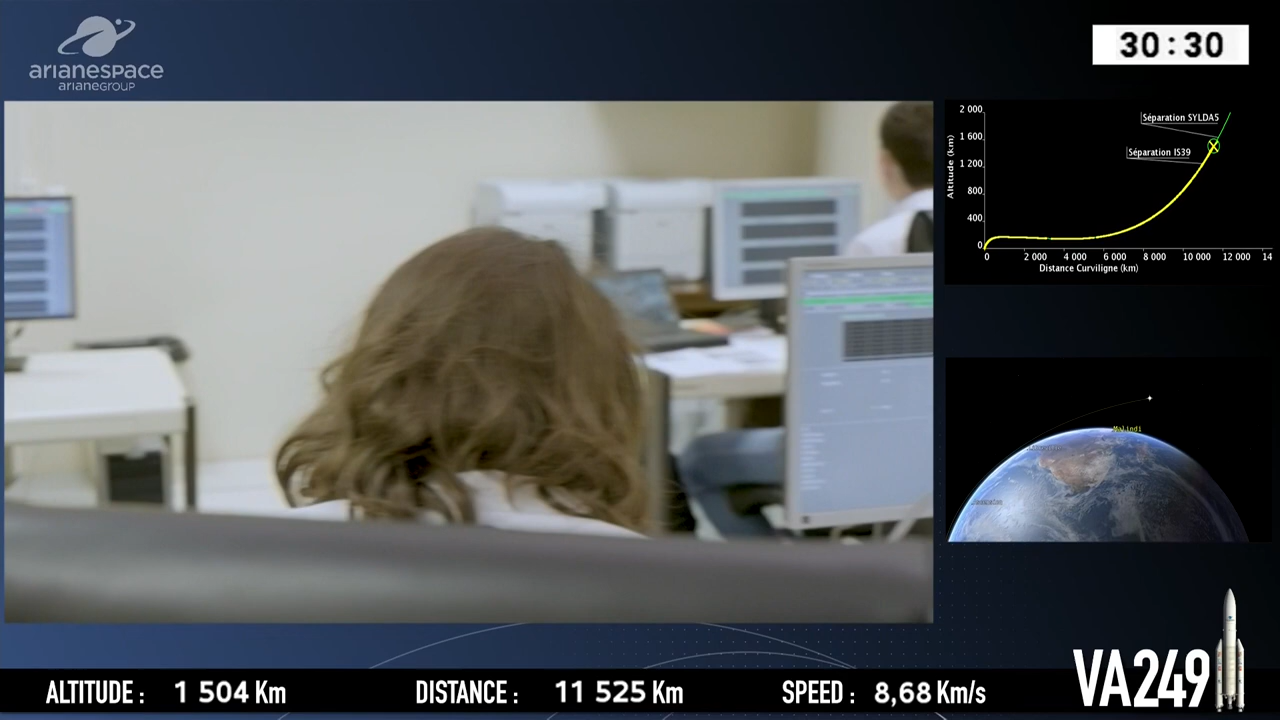 arianespace
arianeGROUP
30:30
2 000
1 600
1 200
800
400
0
Altitude (km)
Séparation SYLDA5
Séparation IS39
0
2 000
4 000
6 000
8 000
10 000
12 000
14
Distance Curviligne (km)
Malindi
VA249
ALTITUDE : 1 504 Km
DISTANCE : 11 525 Km
SPEED : 8,68 Km/s